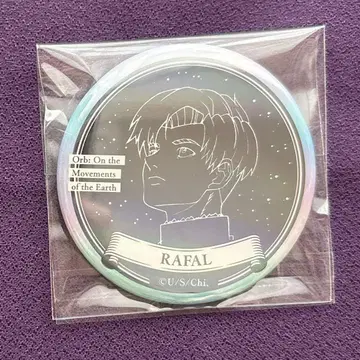 Orb: On the
Movements
of the Earth
RAFAL
©U/S/Chi.